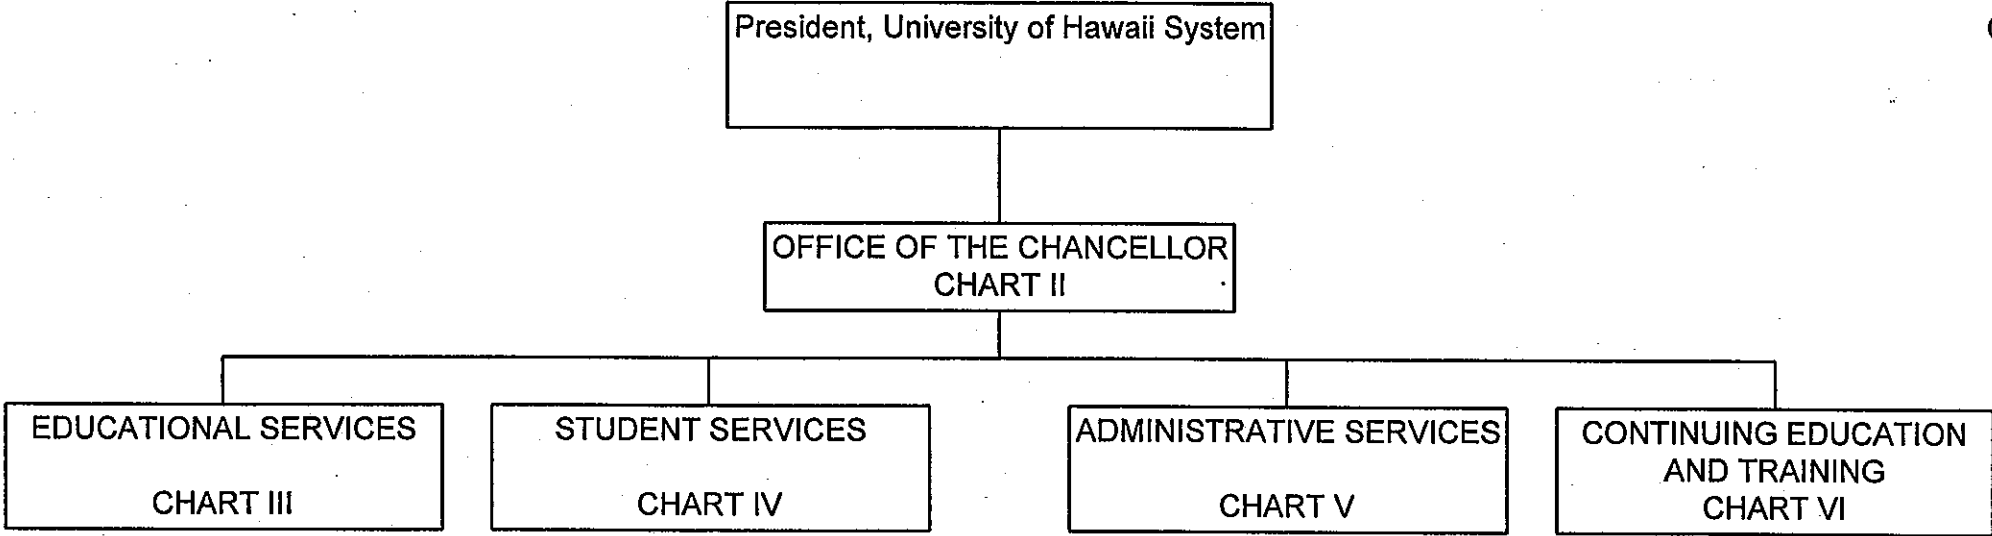 President, University of Hawaii System
OFFICE OF THE CHANCELLOR
CHART II
EDUCATIONAL SERVICES
CHART III
STUDENT SERVICES
CHART IV
ADMINISTRATIVE SERVICES
CHART V
CONTINUING EDUCATION
AND TRAINING
CHART VI